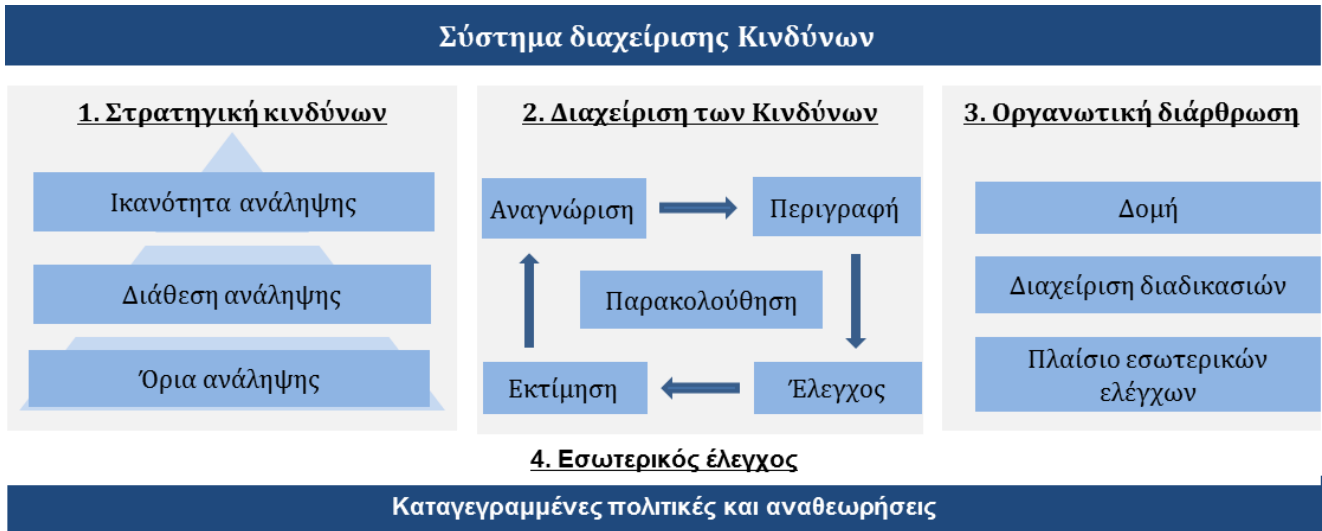 Σύστημα διαχείρισης Κινδύνων
1. Στρατηγική κινδύνων
Ικανότητα ανάληψης
Διάθεση ανάληψης
Όρια ανάληψης
2. Διαχείριση των Κινδύνων
Αναγνώριση
Περιγραφή
Παρακολούθηση
Εκτίμηση
Έλεγχος
3. Οργανωτική διάρθρωση
Δομή
Διαχείριση διαδικασιών
Πλαίσιο εσωτερικών
ελέγχων
4. Εσωτερικός έλεγχος
Καταγεγραμμένες πολιτικές και αναθεωρήσεις